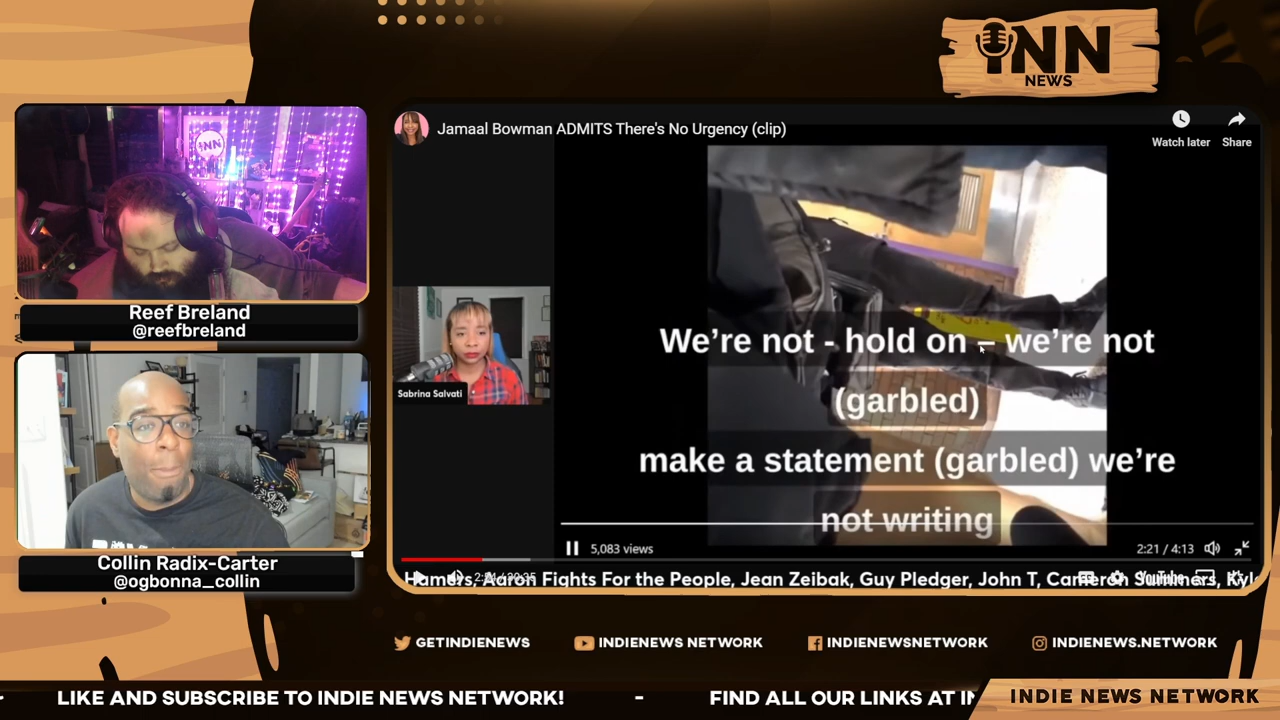 iNN
NEWS
Jamaal Bowman ADMITS There's No Urgency (clip)
Watch later
Share
iNN
Reef Breland
@reefbreland
Sabrina Salvati
We’re not - hold on – we’re not
(garbled)
make a statement (garbled) we’re
not writing
5,083 views
2:21 / 4:13
Collin Radix-Carter
@ogbonna_collin
Aaron Fights For the People, Jean Zeibak, Guy Pledger, John T, Cameron Summers,
YouTube
GETINDIENEWS
INDIENEWS NETWORK
INDIENEWSNETWORK
INDIENEWS.NETWORK
- LIKE AND SUBSCRIBE TO INDIE NEWS NETWORK! - FIND ALL OUR LINKS AT
INDIE NEWS NETWORK